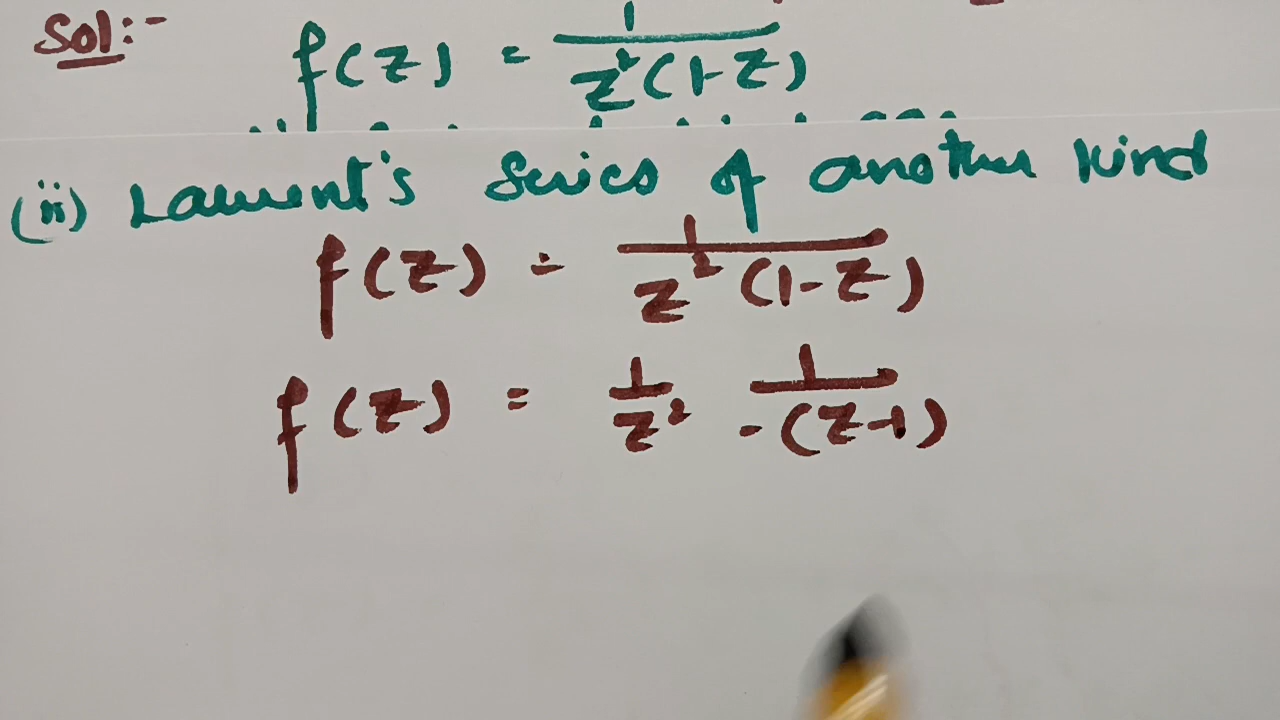 Sol:-
f(z) = 1/z²(1-z)
(ii) Laurent's Series of another kind
f(z) = 1/z²(1-z)
f(z) = 1/z² 1/-(z-1)